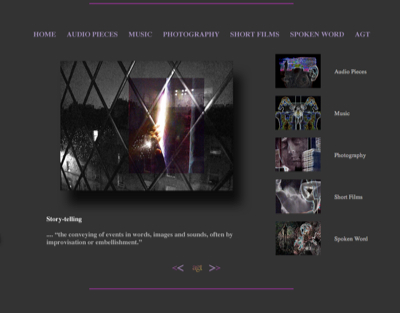 HOME AUDIO PIECES MUSIC PHOTOGRAPHY SHORT FILMS SPOKEN WORD AGT
Audio Pieces
Music
Photography
Short Films
Spoken Word
Story-telling
.... “the conveying of events in words, images and sounds, often by
improvisation or embellishment.”
<< agt >>